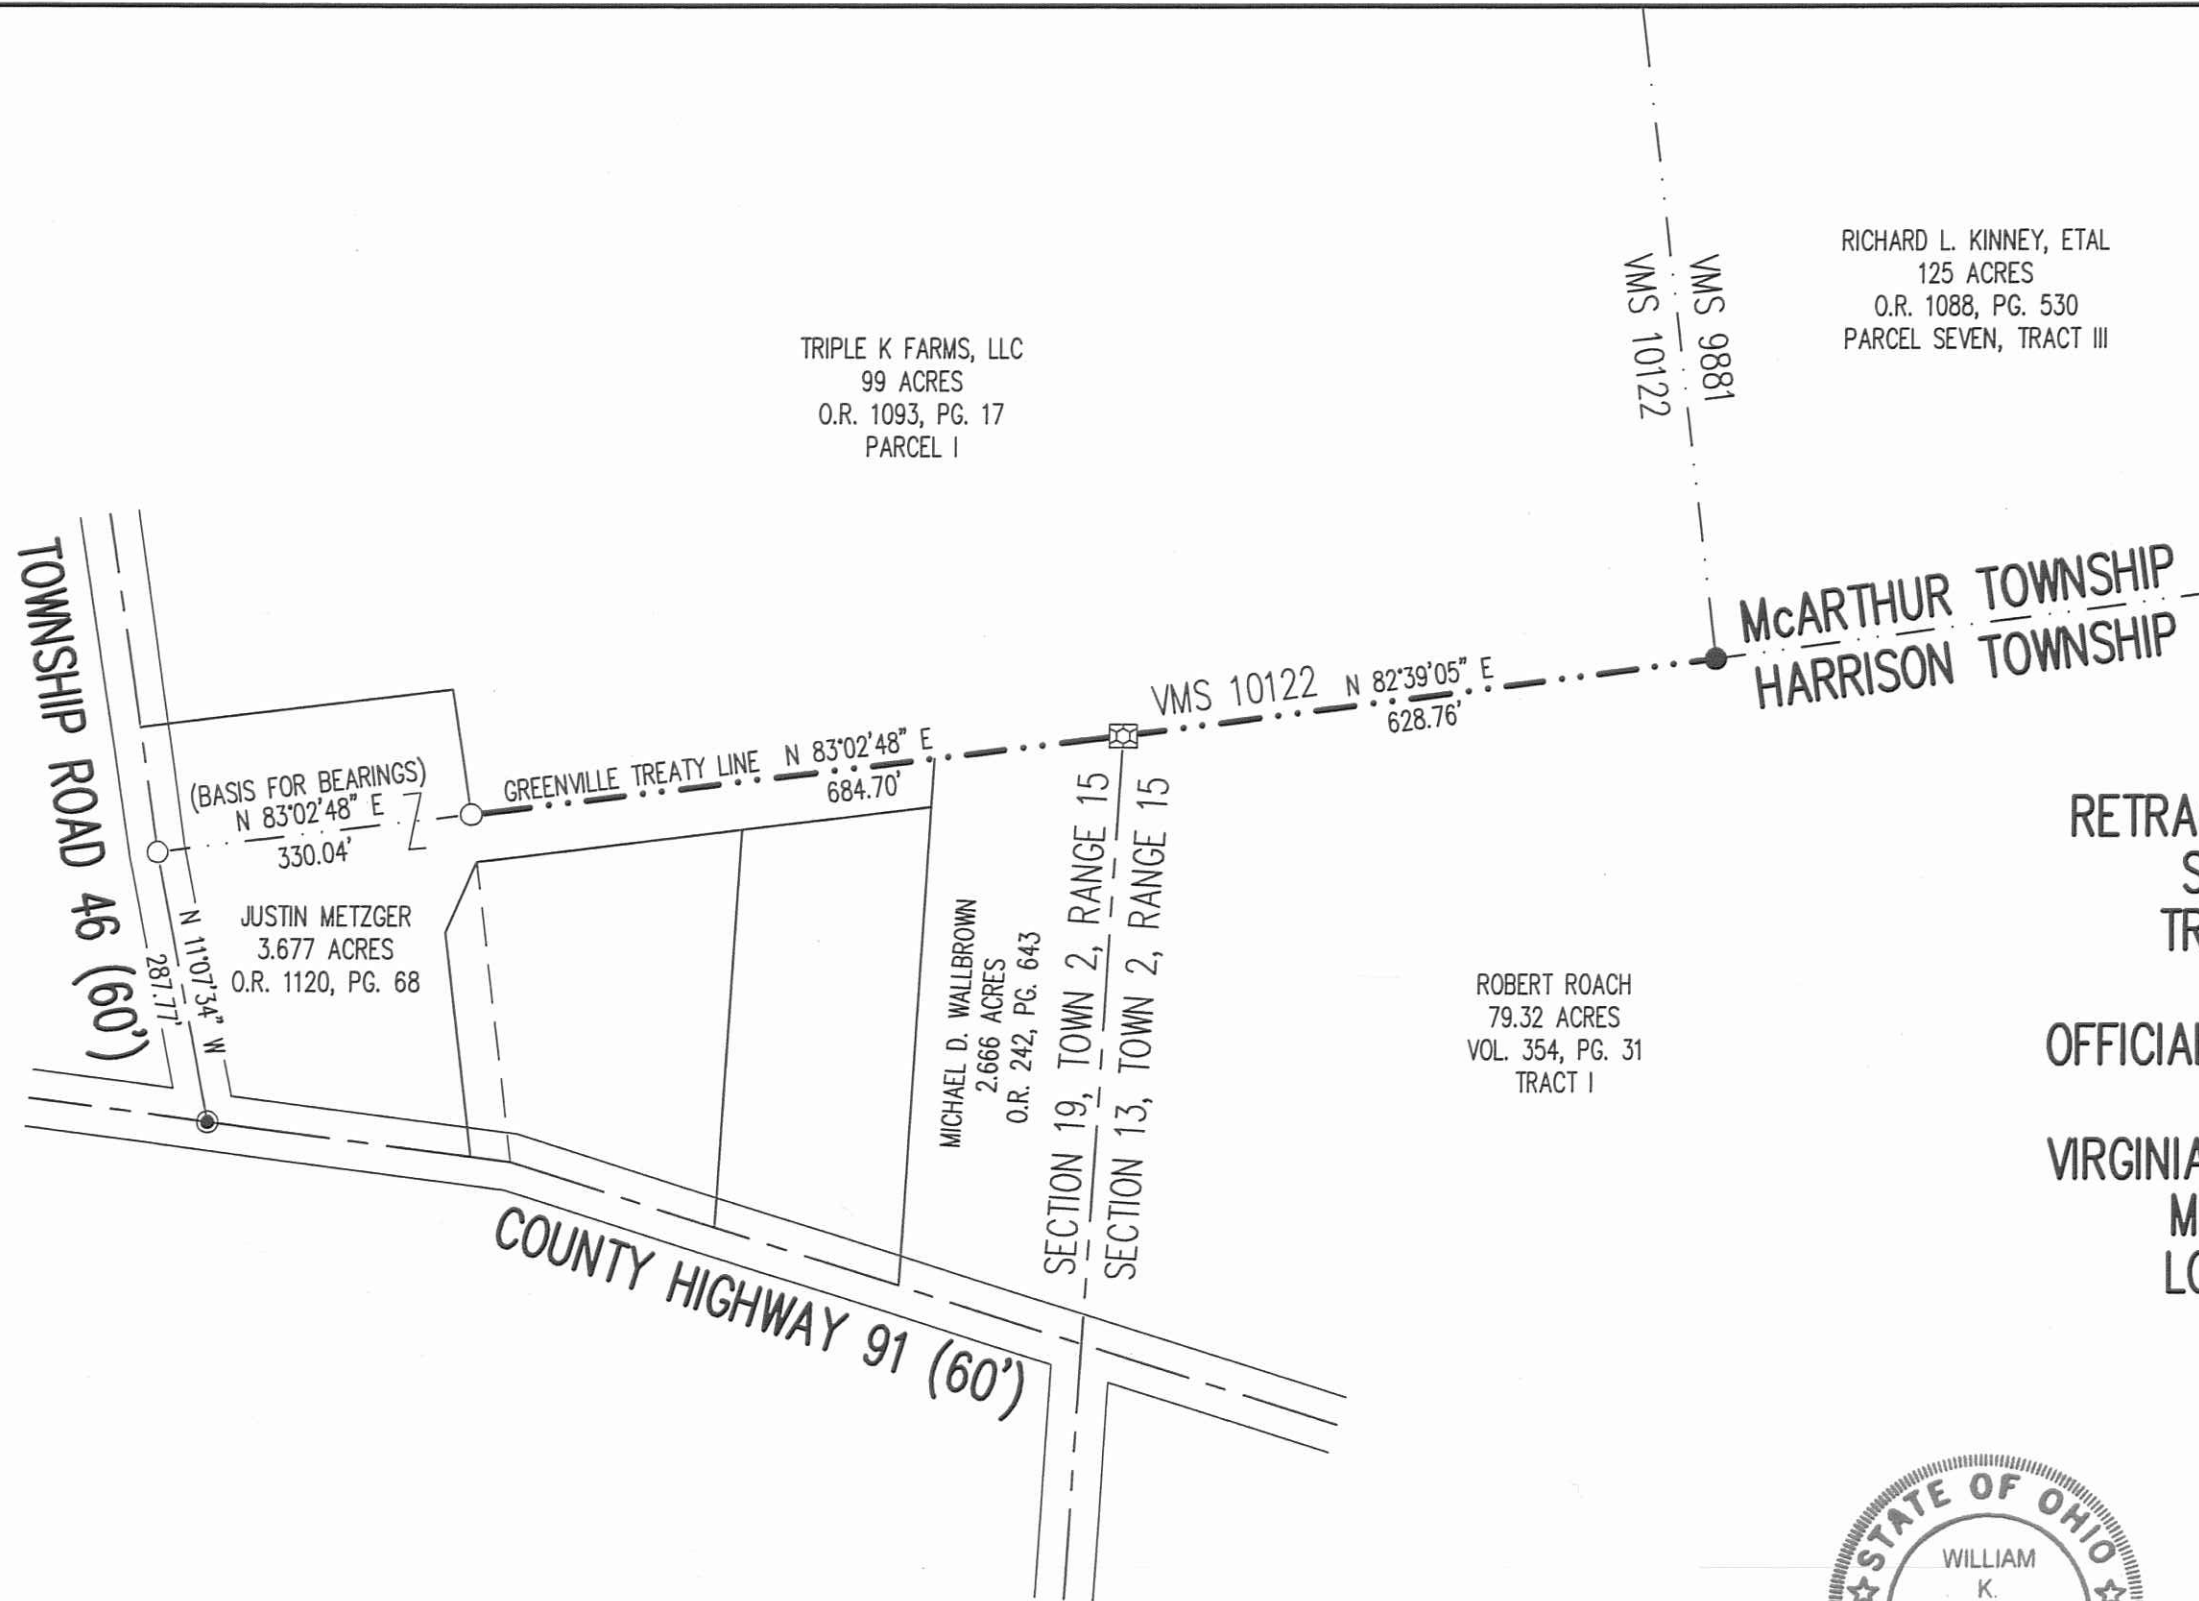 RICHARD L. KINNEY, ETAL
125 ACRES
O.R. 1088, PG. 530
PARCEL SEVEN, TRACT III
VMS 10122
VMS 9881
TRIPLE K FARMS, LLC
99 ACRES
O.R. 1093, PG. 17
PARCEL I
McARTHUR TOWNSHIP
HARRISON TOWNSHIP
VMS 10122
N 82°39'05" E
628.76'
GREENVILLE TREATY LINE
N 83°02'48" E
684.70'
(BASIS FOR BEARINGS)
N 83°02'48" E
330.04'
TOWNSHIP ROAD 46 (60')
N 11°07'34" W
287.77'
JUSTIN METZGER
3.677 ACRES
O.R. 1120, PG. 68
MICHAEL D. WALLBROWN
2.666 ACRES
O.R. 242, PG. 643
SECTION 19, TOWN 2, RANGE 15
SECTION 13, TOWN 2, RANGE 15
ROBERT ROACH
79.32 ACRES
VOL. 354, PG. 31
TRACT I
COUNTY HIGHWAY 91 (60')
RETRA
S
TR
OFFICIAL
VIRGINIA
M
LO
STATE OF OHIO
WILLIAM
K.